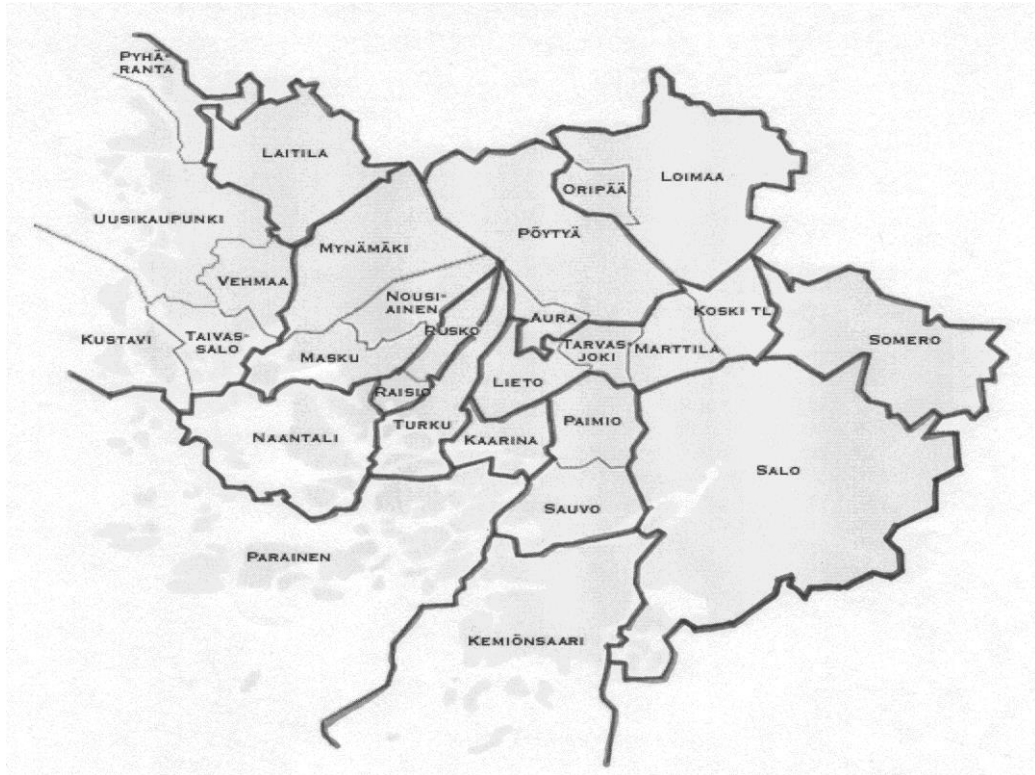 PYHÄ-
RANTA
LAITILA
LOIMAA
ORIPÄÄ
UUSIKAUPUNKI
MYNÄMÄKI
PÖYTYÄ
VEHMAA
NOUSI-
AINEN
RUSKO
AURA
KOSKI TL
KUSTAVI
TAIVAS-
SALO
MASKU
TARVAS-
JOKI
MARTTILA
SOMERO
RAISIO
LIETO
NAANTALI
TURKU
KAARINA
PAIMIO
SALO
SAUVO
PARAINEN
KEMIÖNSAARI